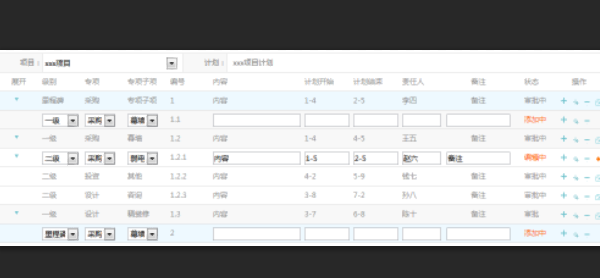 项目： xxx项目 计划： xxx项目计划
展开 级别 专项 专项子项 编号 内容 计划开始 计划结束 责任人 备注 状态 操作
里程碑 采购 专项子项 1 内容 1-4 2-5 李四 备注 审批中
一级 采购 幕墙 1.1 添加中
一级 采购 幕墙 1.2 内容 1-4 4-5 王五 备注 审批中
二级 采购 弱电 1.2.1 内容 1-5 2-5 赵六 备注 编辑中
二级 投资 其他 1.2.2 内容 4-2 5-9 钱七 备注 审批中
二级 设计 咨询 1.2.3 内容 3-8 7-2 孙八 备注 审批中
一级 设计 精装修 1.3 内容 3-7 6-8 陈十 备注 审批
里程碑 采购 幕墙 2 添加中